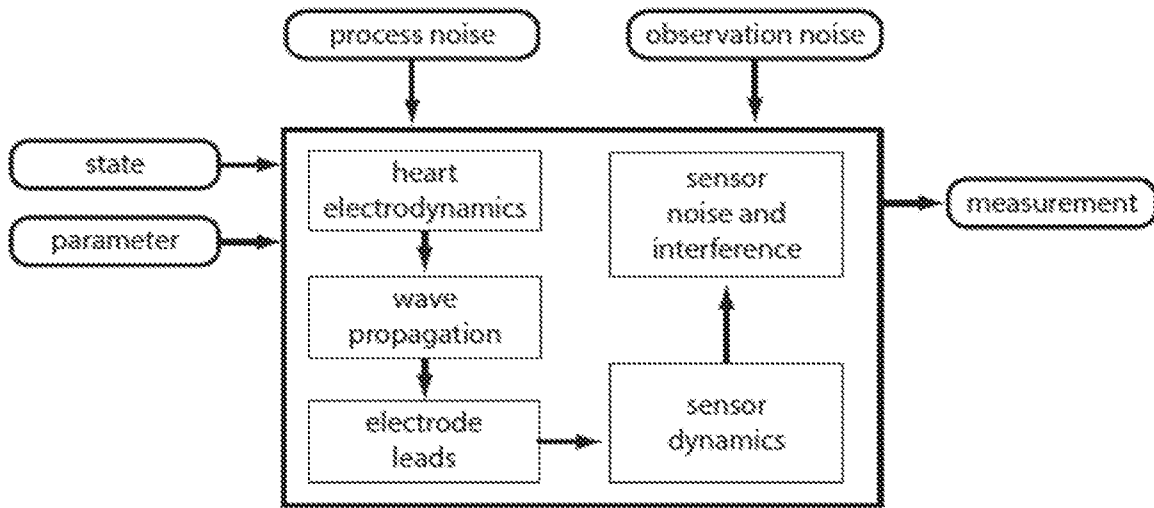 process noise
observation noise
state
parameter
heart
electrodynamics
wave
propagation
electrode
leads
sensor
dynamics
sensor
noise and
interference
measurement